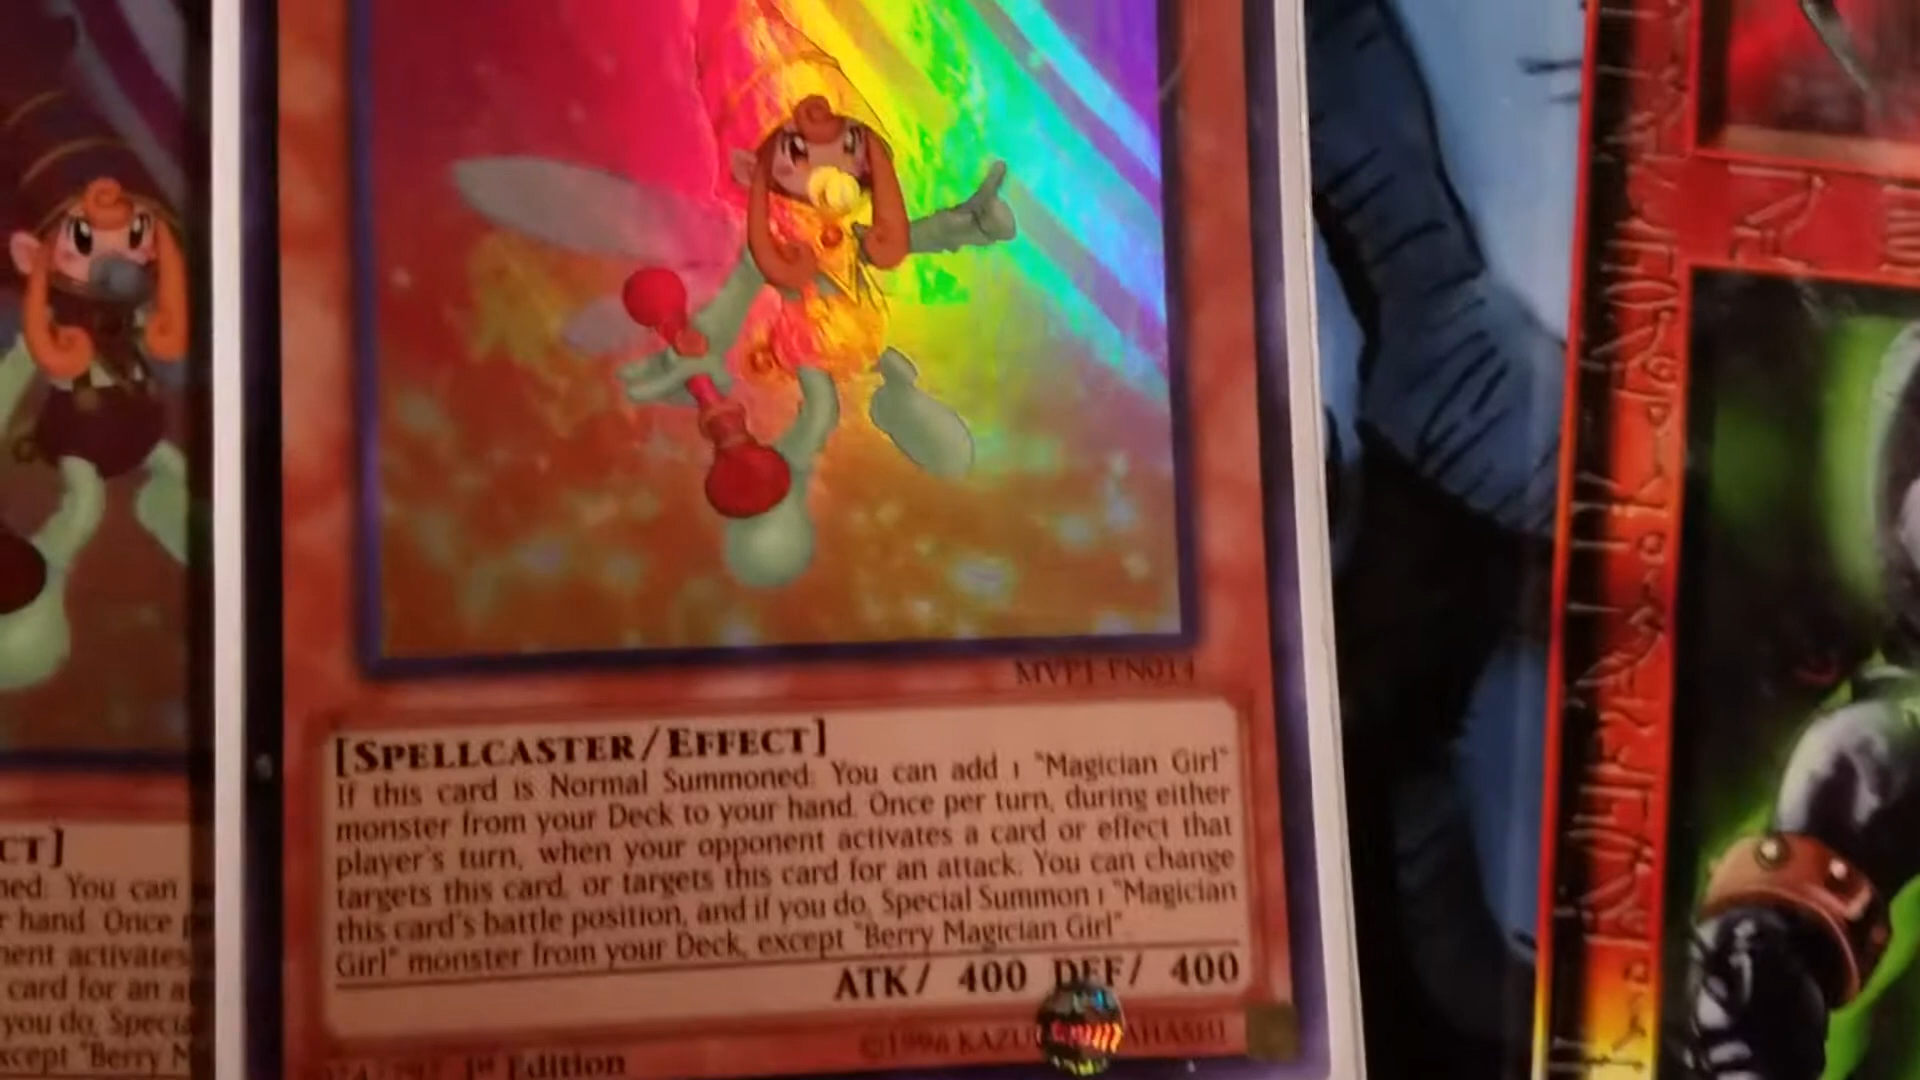 MVP1-EN014
[SPELLCASTER/EFFECT]
If this card is Normal Summoned: You can add 1 "Magician Girl"
monster from your Deck to your hand. Once per turn, during either
player's turn, when your opponent activates a card or effect that
targets this card, or targets this card for an attack: You can change
this card's battle position, and if you do, Special Summon 1 "Magician
Girl" monster from your Deck, except "Berry Magician Girl".
ATK/ 400 DEF/ 400
1st Edition
©1996 KAZU AHASHI
CT]
ned: You can
r hand. Once
nent activates
card for an a
you do, Specia
xcept "Berry M